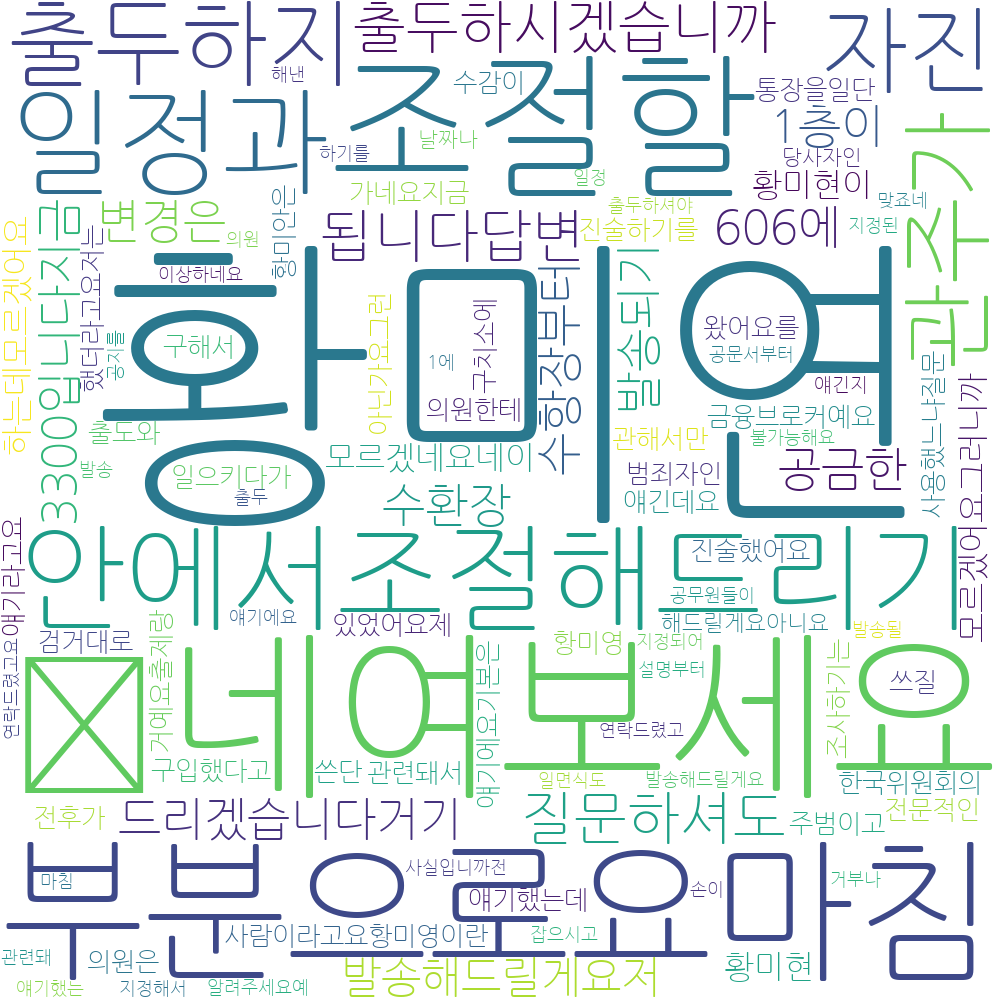 출두하지
출두하시겠습니까
자진
해낸
수감이
통장을일단
일정과
조절할
1층이
날짜나
하기를
당사자인
황미현이
관주가
가네요지금
일정
맞죠네
변경은
됩니다답변
출두하셔야
진술하기를
606에
지정된
의원
황미안은
이상하네요
했더라고요저는
3300입니다지금
하는데모르겠어요
황미연
구해서
공지를
아닌가요그런
1에
구치소에
수황장부터
발송되기
왔어요를
공문서부터
얘긴지
의원한테
금융브로커예요
출도와
관해서만
불가능해요
발송
일으키다가
모르겠네요네이
출두
수환장
범죄자인
얘긴데요
공금한
사용했느냐질문
모르겠어요그러니까
안에서조절해드리기
진술했어요
공무원들이
얘기에요
있었어요제
해드릴게요아니요
발송될
검거대로
황미영
지정되어
설명부터
연락드렸고요얘기라고요
거예요출제랑
네여보세요
쓰질
조사하기는
연락드렸고
얘기에요기본은
구입했다고
쓰단
관련돼서
일면식도
발송해드릴게요
한국위원회의
전후가
드리겠습니다거기
질문하셔도
주범이고
전문적인
부분으로요마침
마침
사실입니까전
얘기했는데
손이
거부나
사람이라고요황미영이란
잡으시고
관련돼
의원은
발송해드릴게요저
황미현
얘기했는
지정해서
알려주세요예